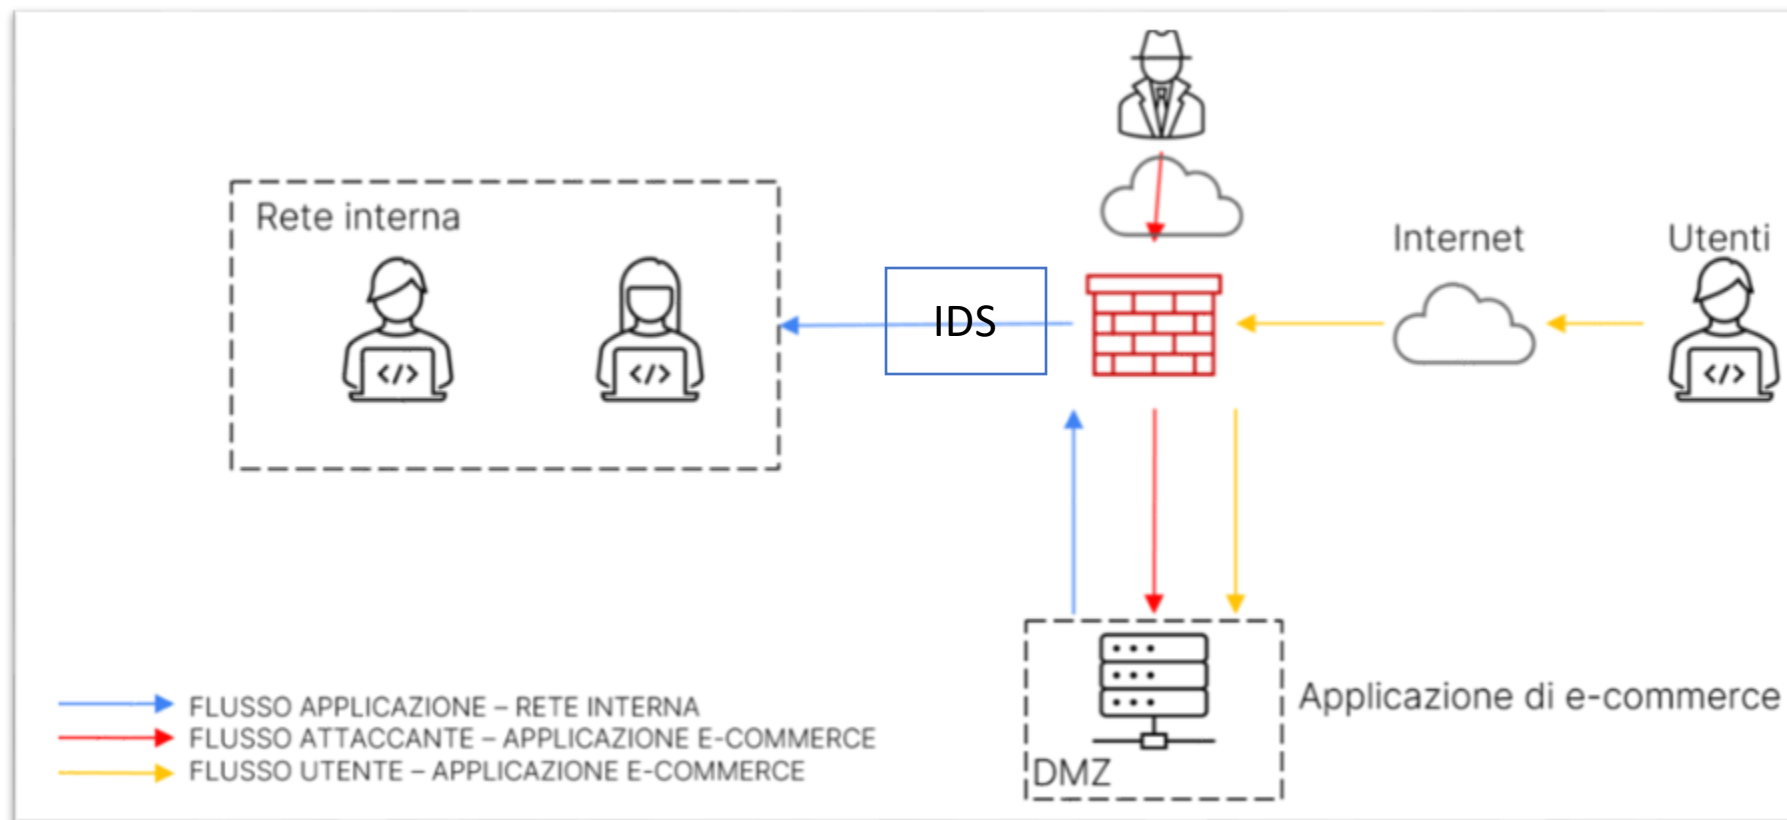 Rete interna
</>
</>
IDS
Internet
Utenti
</>
FLUSSO APPLICAZIONE – RETE INTERNA
FLUSSO ATTACCANTE – APPLICAZIONE E-COMMERCE
FLUSSO UTENTE – APPLICAZIONE E-COMMERCE
Applicazione di e-commerce
DMZ